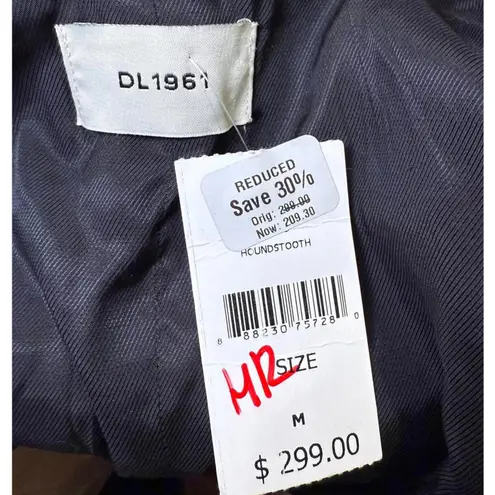 DL1961
REDUCED
Save 30%
Orig: 299.00
Now: 209.30
HOUNDSTOOTH
8 88230 75728 0
MR
SIZE
M
$ 299.00